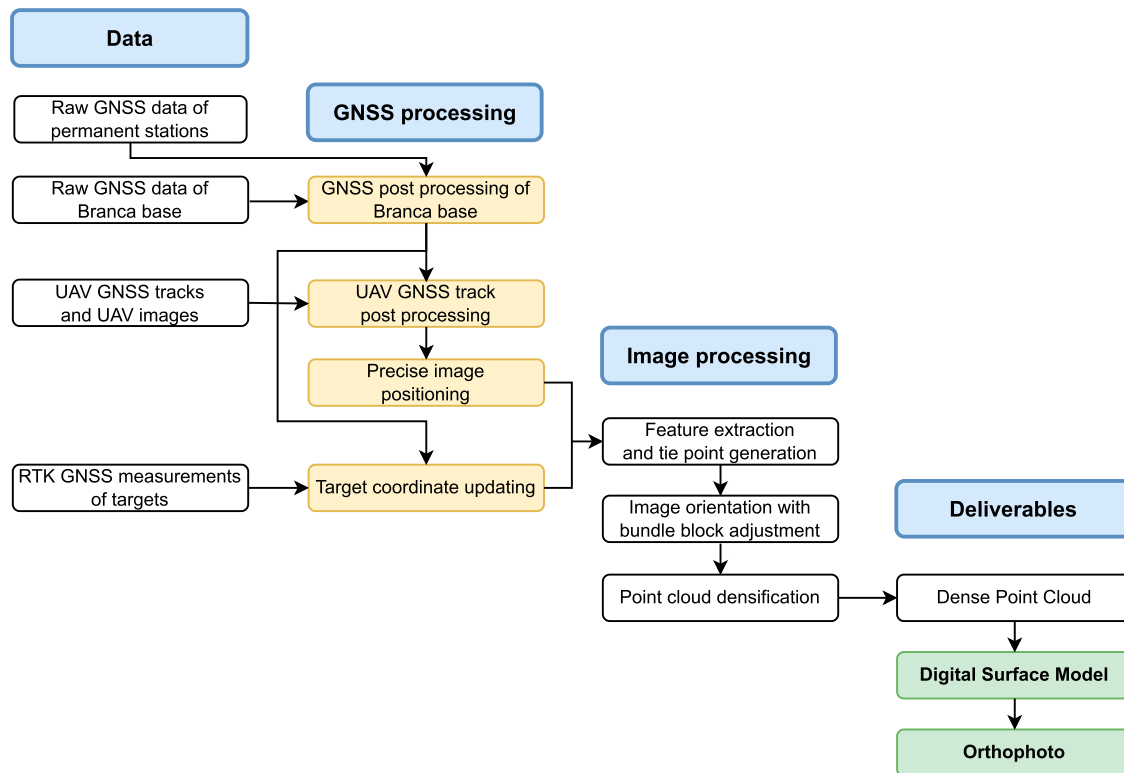 Data
Raw GNSS data of
permanent stations
Raw GNSS data of
Branca base
UAV GNSS tracks
and UAV images
RTK GNSS measurements
of targets
GNSS processing
GNSS post processing of
Branca base
UAV GNSS track
post processing
Precise image
positioning
Target coordinate updating
Image processing
Feature extraction
and tie point generation
Image orientation with
bundle block adjustment
Point cloud densification
Deliverables
Dense Point Cloud
Digital Surface Model
Orthophoto